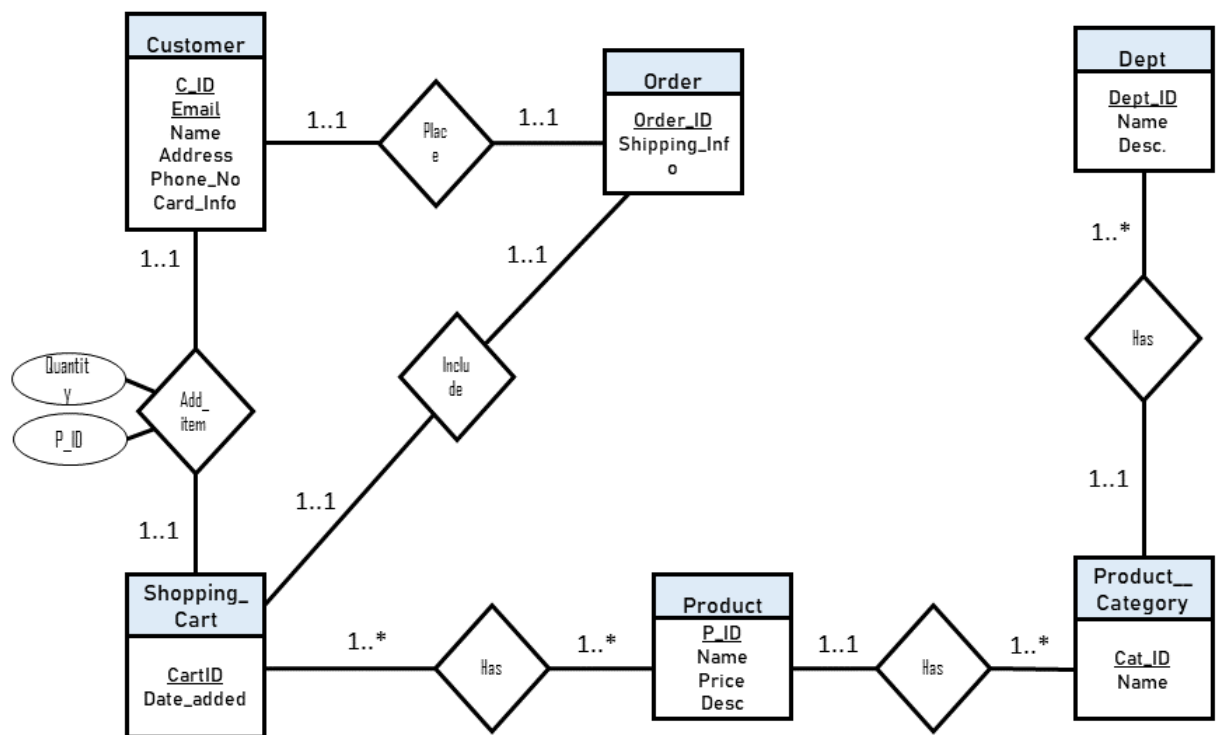 Customer
C_ID
Email
Name
Address
Phone_No
Card_Info
1..1
Plac
e
1..1
Order
Order_ID
Shipping_Inf
o
Dept
Dept_ID
Name
Desc.
1..1
1..1
1..*
Quantit
y
P_ID
Add_
item
Inclu
de
Has
1..1
1..1
1..1
Shopping_
Cart
CartID
Date_added
1..*
Has
1..*
Product
P_ID
Name
Price
Desc
1..1
Has
1..*
Product__
Category
Cat_ID
Name